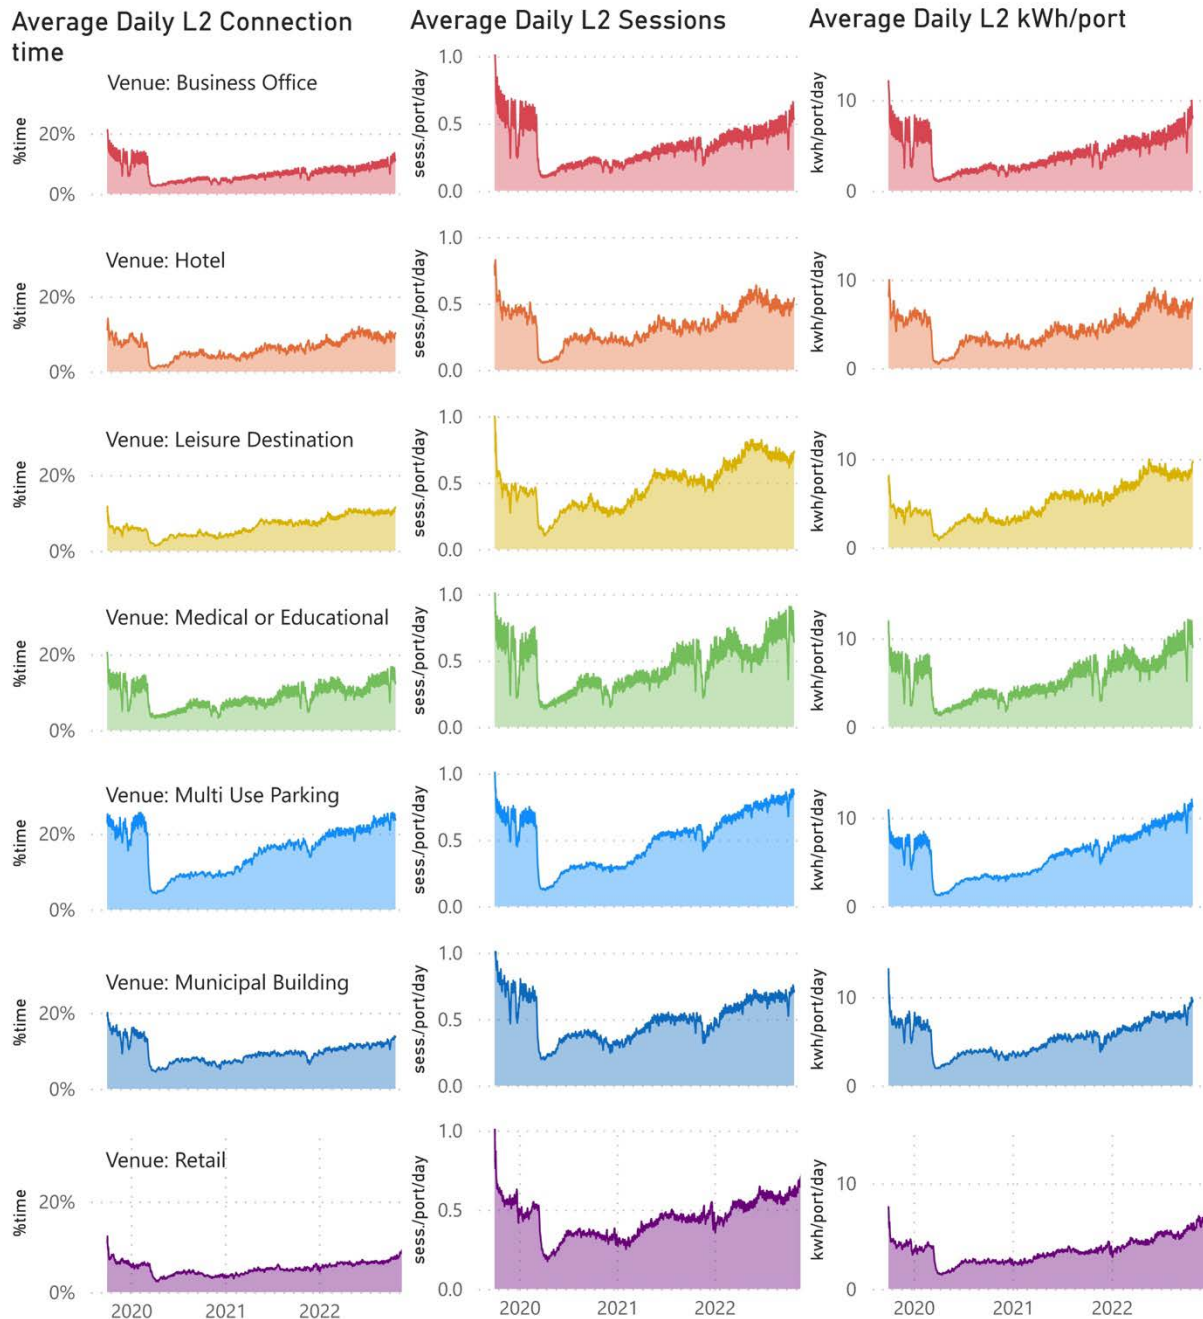 Average Daily L2 Connection
time
Average Daily L2 Sessions
Average Daily L2 kWh/port
Venue: Business Office
%time
20%
0%
sess./port/day
1.0
0.5
0.0
kwh/port/day
10
0
Venue: Hotel
%time
20%
0%
sess./port/day
1.0
0.5
0.0
kwh/port/day
10
0
Venue: Leisure Destination
%time
20%
0%
sess./port/day
1.0
0.5
0.0
kwh/port/day
10
0
Venue: Medical or Educational
%time
20%
0%
sess./port/day
1.0
0.5
0.0
kwh/port/day
10
0
Venue: Multi Use Parking
%time
20%
0%
sess./port/day
1.0
0.5
0.0
kwh/port/day
10
0
Venue: Municipal Building
%time
20%
0%
sess./port/day
1.0
0.5
0.0
kwh/port/day
10
0
Venue: Retail
%time
20%
0%
sess./port/day
1.0
0.5
0.0
kwh/port/day
10
0
2020 2021 2022
2020 2021 2022
2020 2021 2022